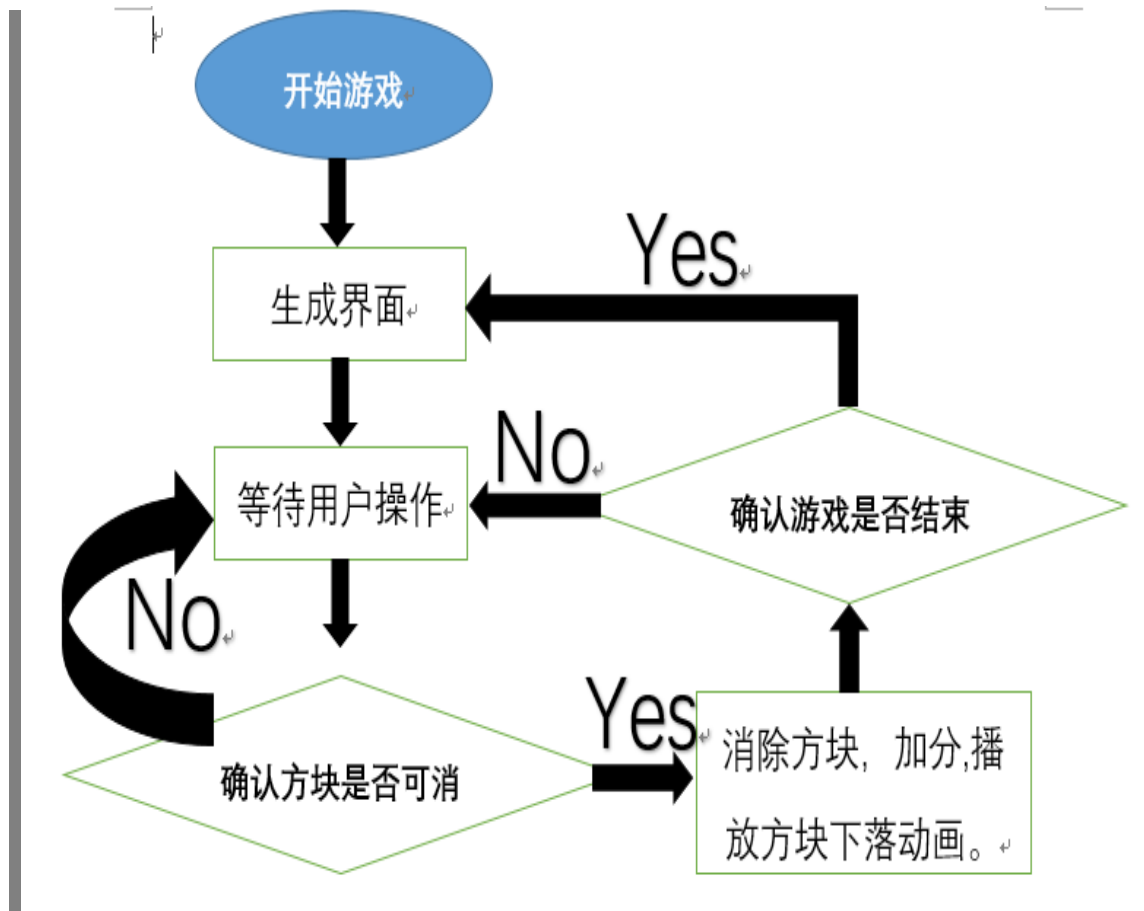 开始游戏
生成界面
Yes
No
等待用户操作
确认游戏是否结束
No
确认方块是否可消
Yes
消除方块，加分,播
放方块下落动画。